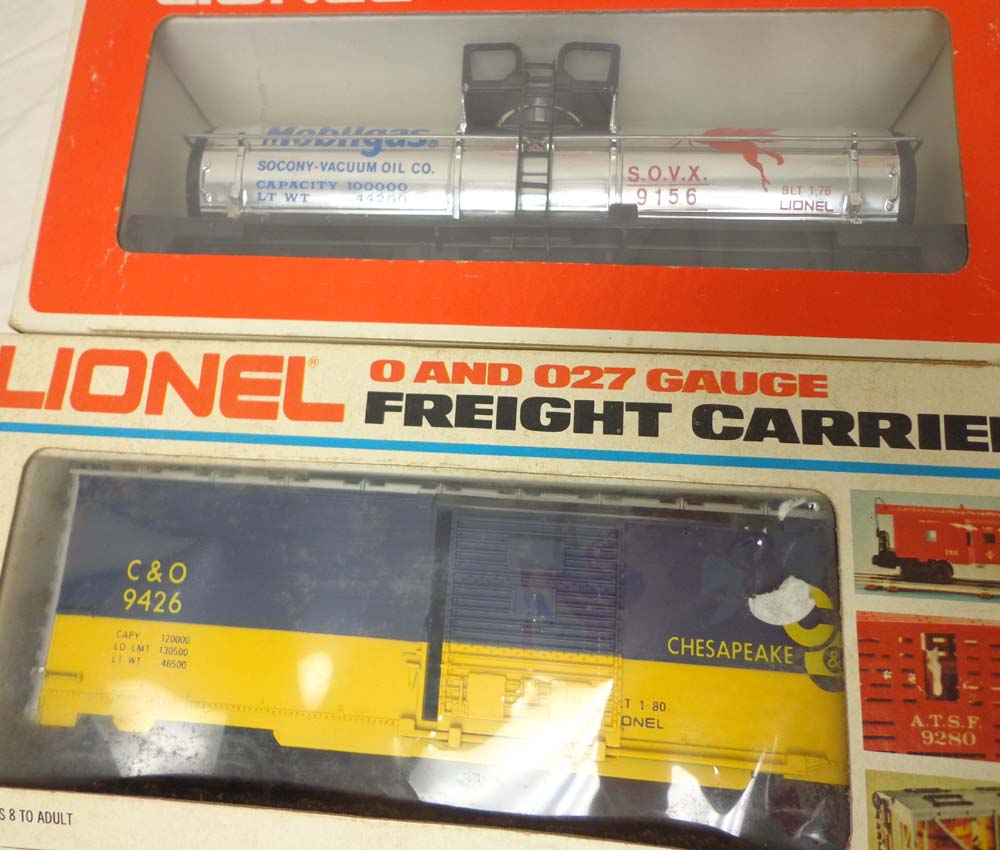 LIONEL
Mobilgas®
SOCONY-VACUUM OIL CO.
CAPACITY 100000
LT WT 44200
S.O.V.X.
9156
BLT 1-76
LIONEL
LIONEL®
O AND O27 GAUGE
FREIGHT CARRIE
C & O
9426
CAPY 120000
LD LMT 130500
LT WT 46500
CHESAPEAKE
&
T 1-80
ONEL
A.T.S.F.
9280
S 8 TO ADULT